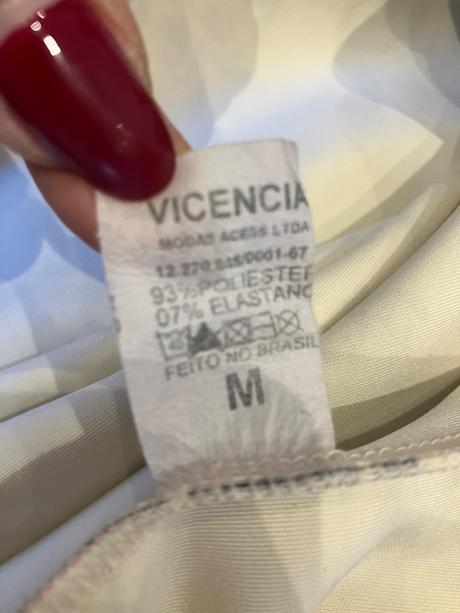 VICENCIA
MODAS ACESS LTDA
93%POLIESTER
07% ELASTANO
FEITO NO BRASIL
M